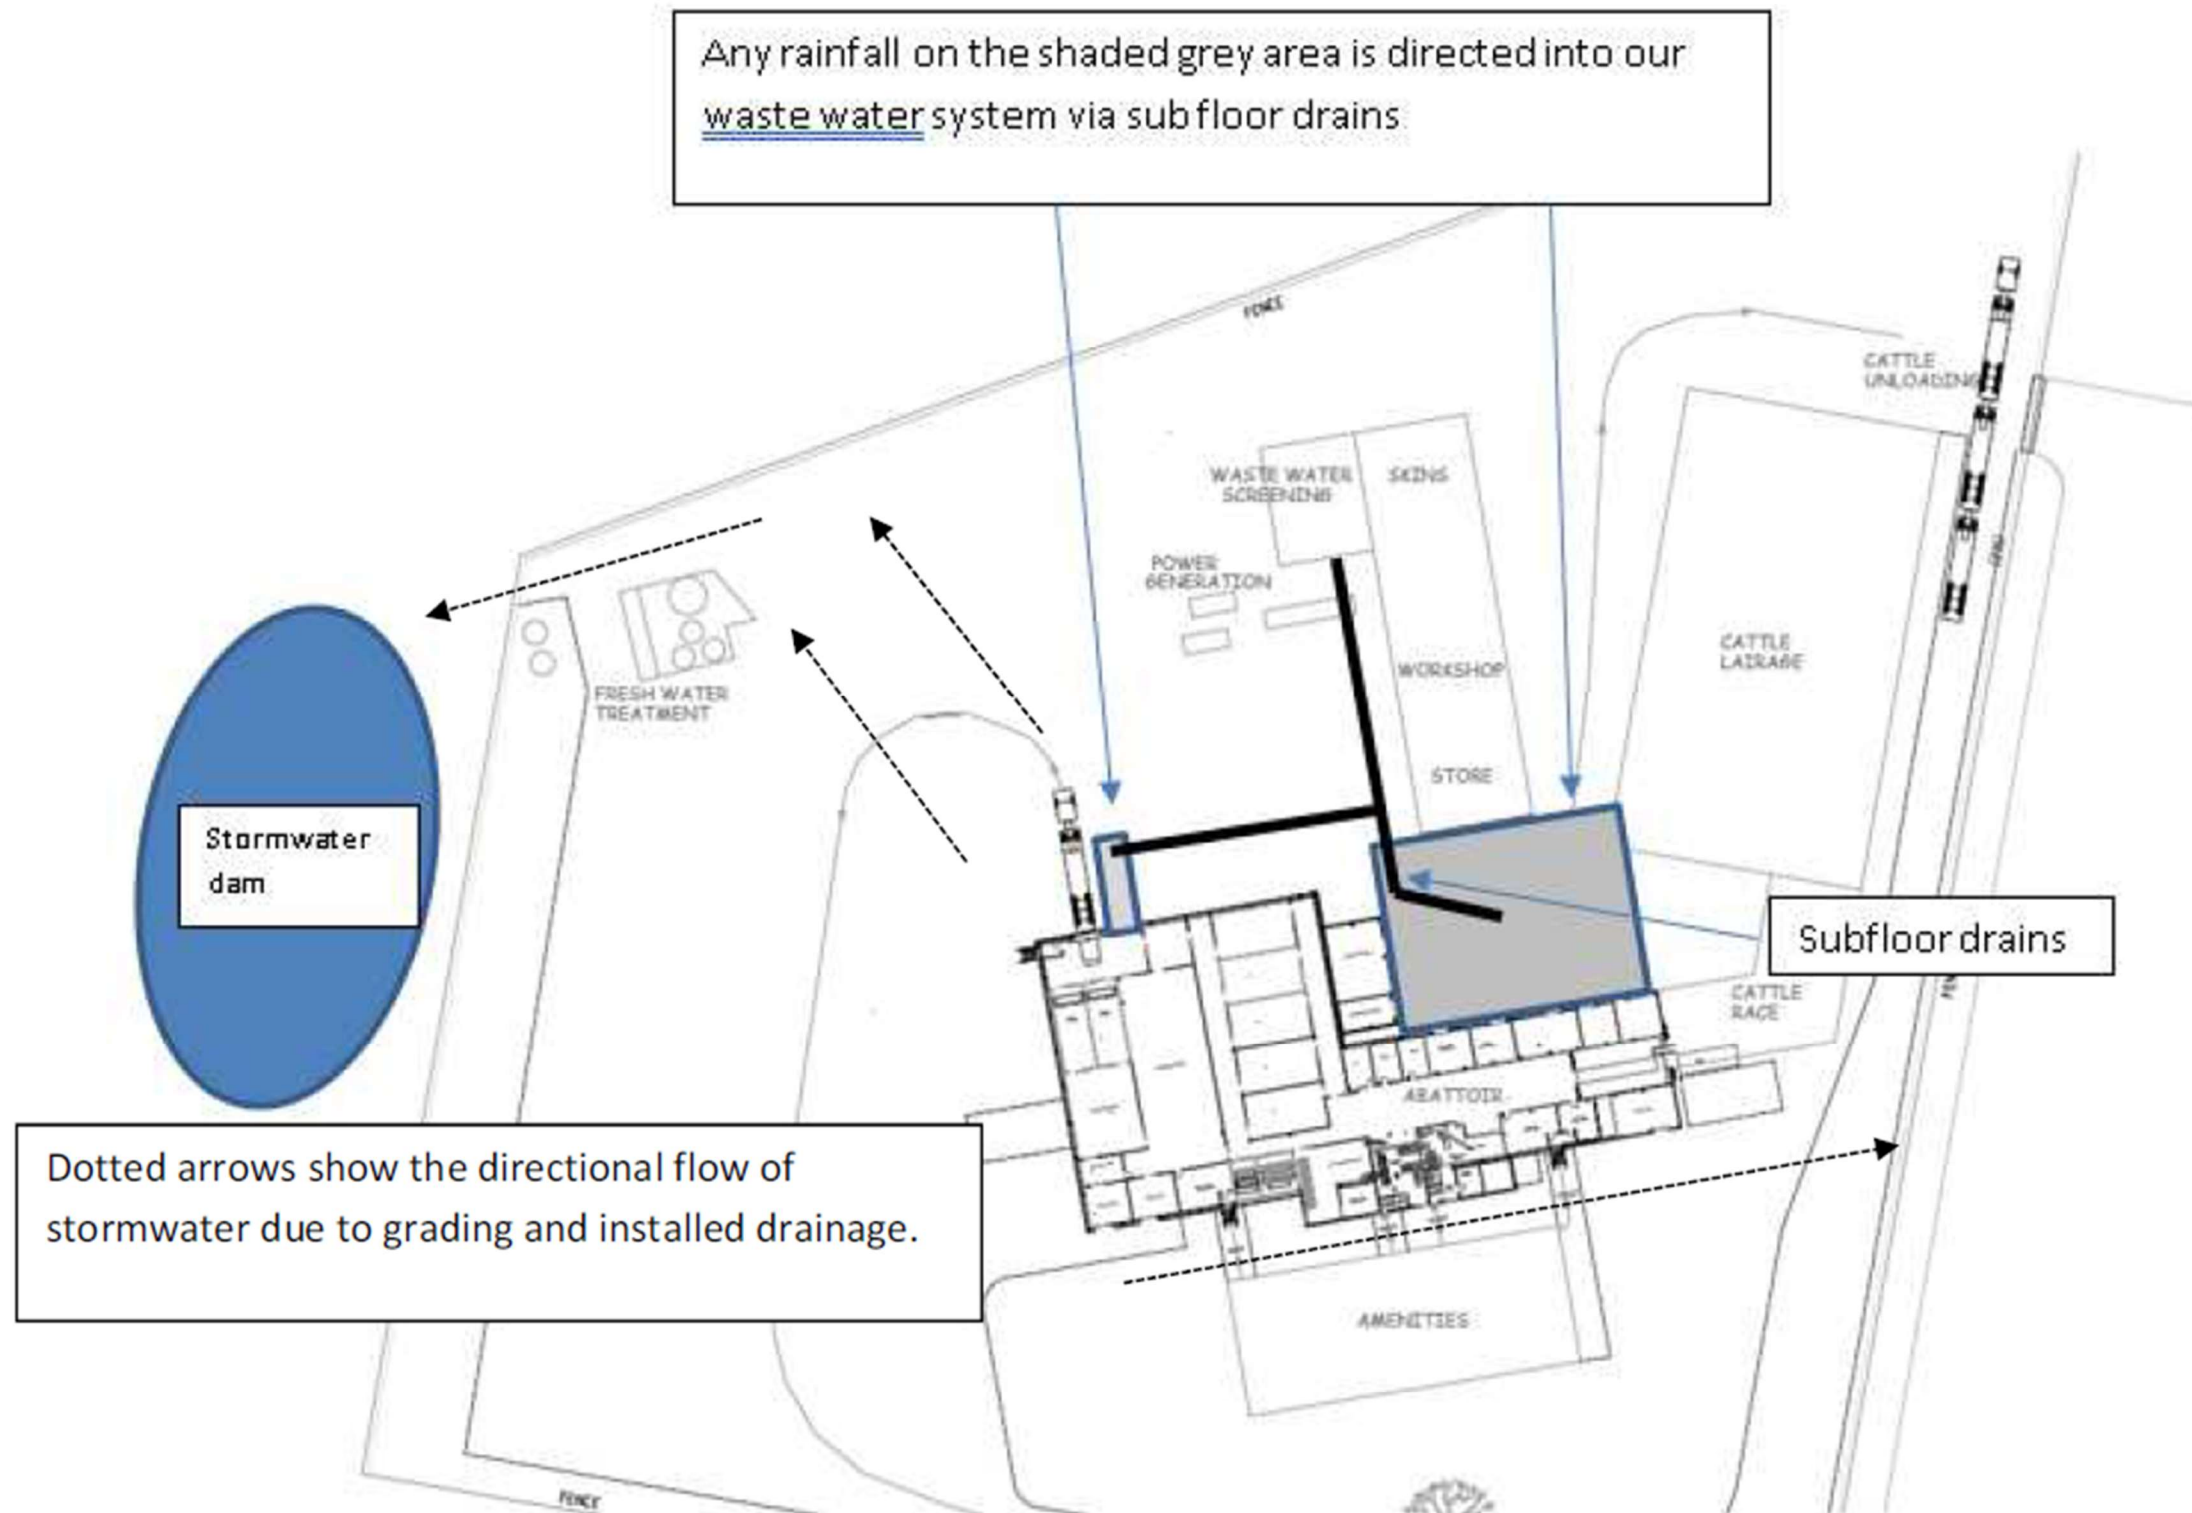 Any rainfall on the shaded grey area is directed into our
waste water system via sub floor drains
FENCE
CATTLE
UNLOADING
WASTE WATER
SCREENING
SKINS
POWER
GENERATION
FRESH WATER
TREATMENT
WORKSHOP
CATTLE
LAIRAGE
STORE
Stormwater
dam
Subfloor drains
CATTLE
RACE
ABATTOIR
Dotted arrows show the directional flow of
stormwater due to grading and installed drainage.
AMENITIES
FENCE